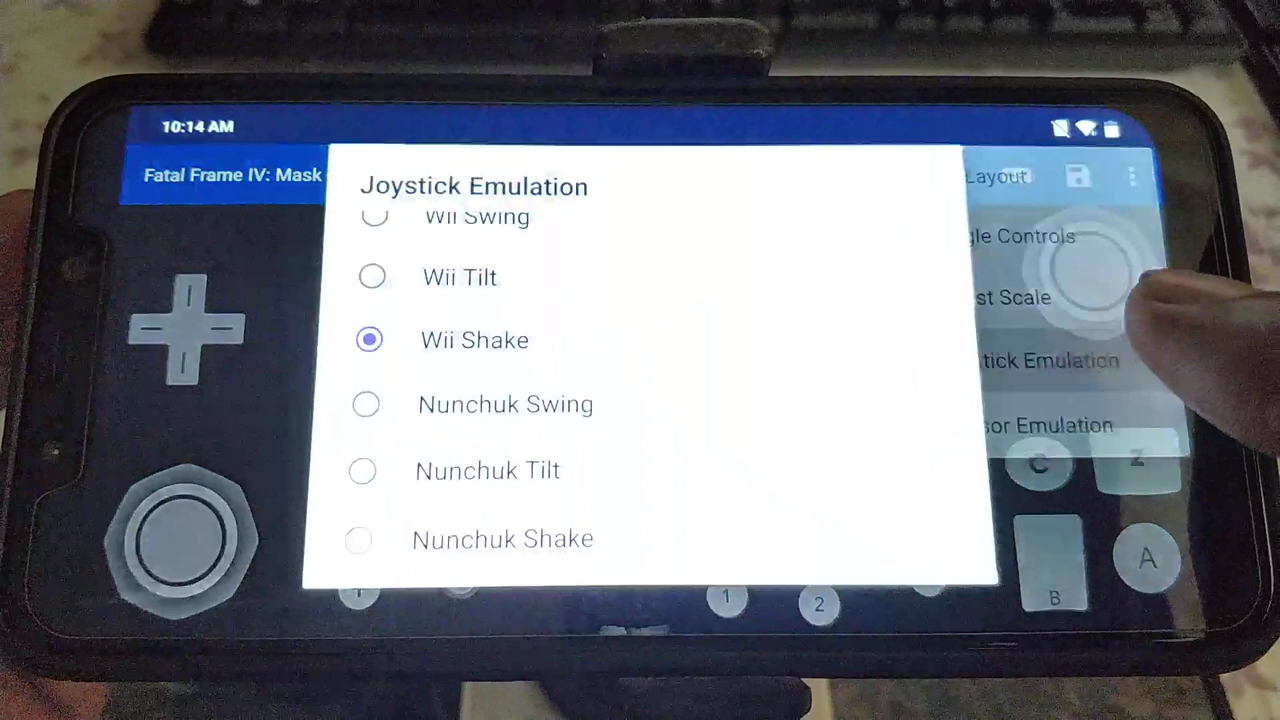 10:14 AM
Fatal Frame IV: Mask
Layout
Joystick Emulation
Wii Swing
gle Controls
Wii Tilt
st Scale
Wii Shake
tick Emulation
Nunchuk Swing
sor Emulation
C
Z
Nunchuk Tilt
Nunchuk Shake
A
B
1
2